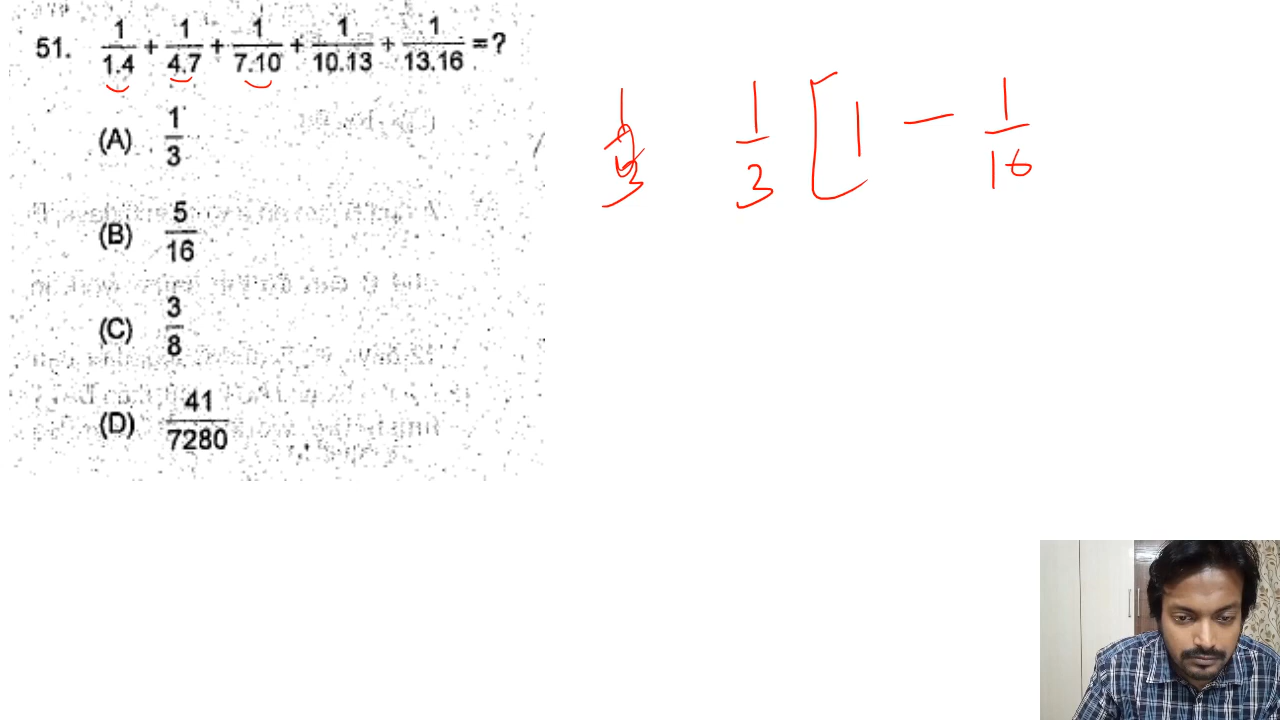 51. 1/1.4 + 1/4.7 + 1/7.10 + 1/10.13 + 1/13.16 = ?
(A) 1/3
(B) 5/16
(C) 3/8
(D) 41/7280
1/3 [ 1 − 1/16